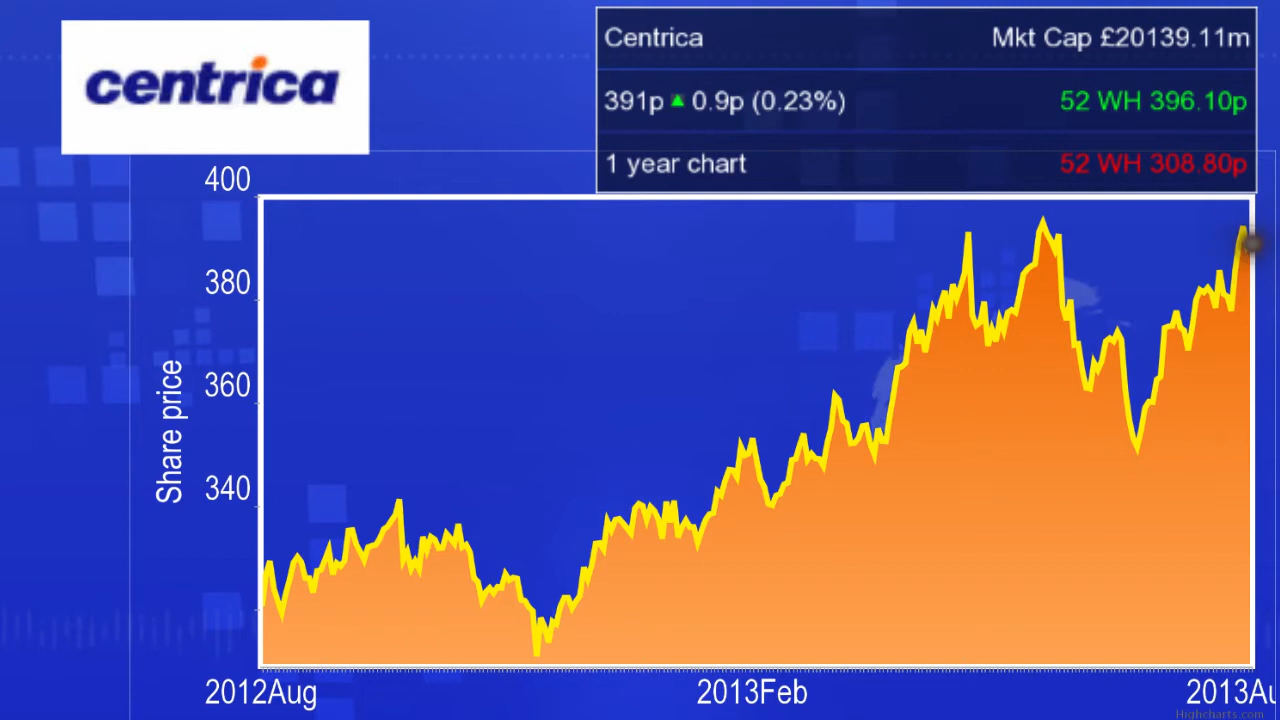 centrica
Centrica Mkt Cap £20139.11m
391p ▲ 0.9p (0.23%) 52 WH 396.10p
1 year chart 52 WH 308.80p
400
380
360
340
Share price
2012Aug 2013Feb 2013Au
Highcharts.com